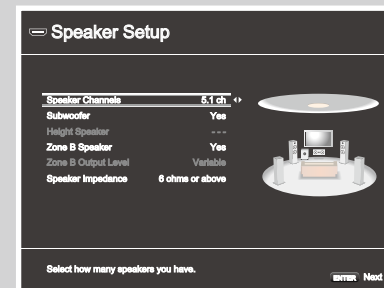 Speaker Setup
Speaker Channels 5.1 ch
Subwoofer Yes
Height Speaker ---
Zone B Speaker Yes
Zone B Output Level Variable
Speaker Impedance 6 ohms or above
Select how many speakers you have.
ENTER Next